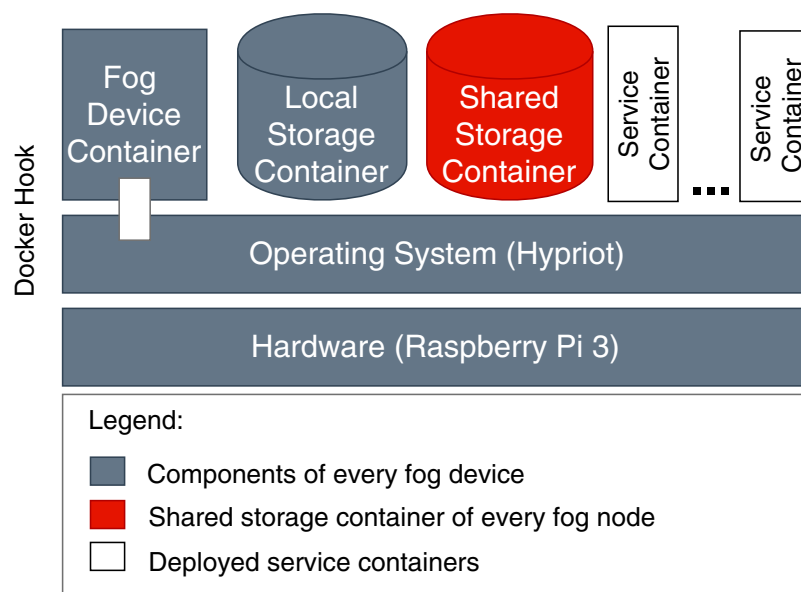 Fog
Device
Container
Local
Storage
Container
Shared
Storage
Container
Service
Container
...
Service
Container
Docker Hook
Operating System (Hypriot)
Hardware (Raspberry Pi 3)
Legend:
Components of every fog device
Shared storage container of every fog node
Deployed service containers